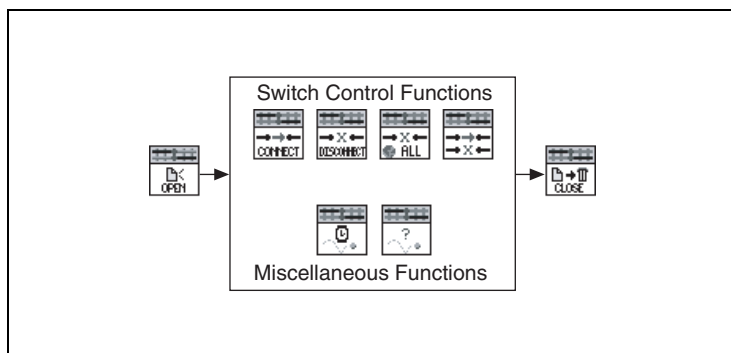 Switch Control Functions
CONNECT
DISCONNECT
ALL
OPEN
CLOSE
?
Miscellaneous Functions